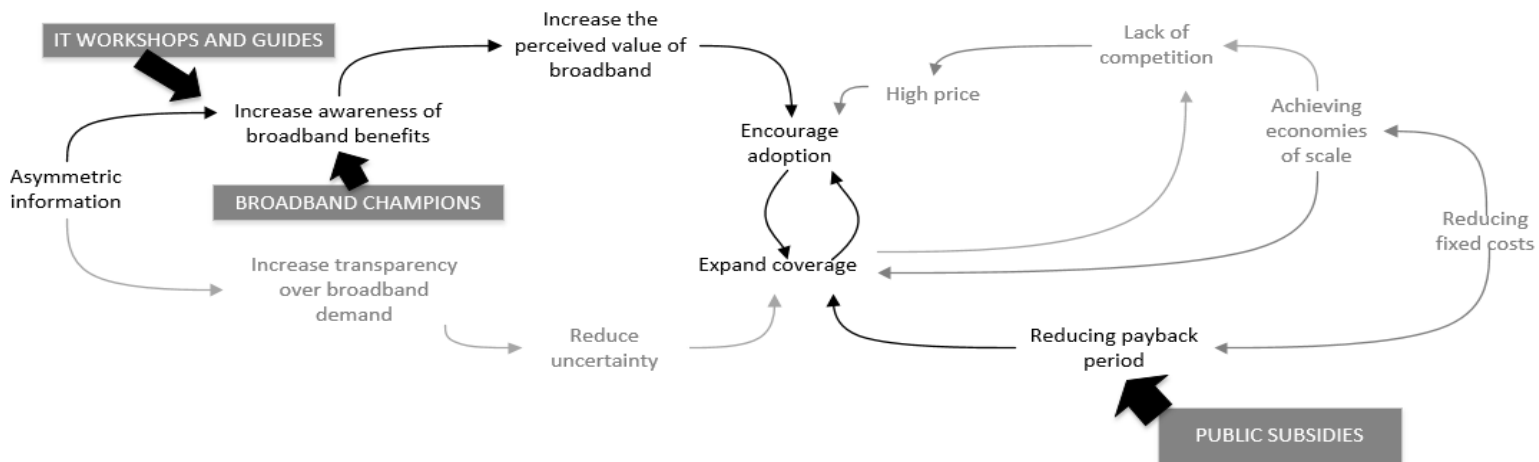 IT WORKSHOPS AND GUIDES
Increase the
perceived value of
broadband
Lack of
competition
High price
Increase awareness of
broadband benefits
Encourage
adoption
Achieving
economies
of scale
Asymmetric
information
BROADBAND CHAMPIONS
Reducing
fixed costs
Expand coverage
Increase transparency
over broadband
demand
Reduce
uncertainty
Reducing payback
period
PUBLIC SUBSIDIES